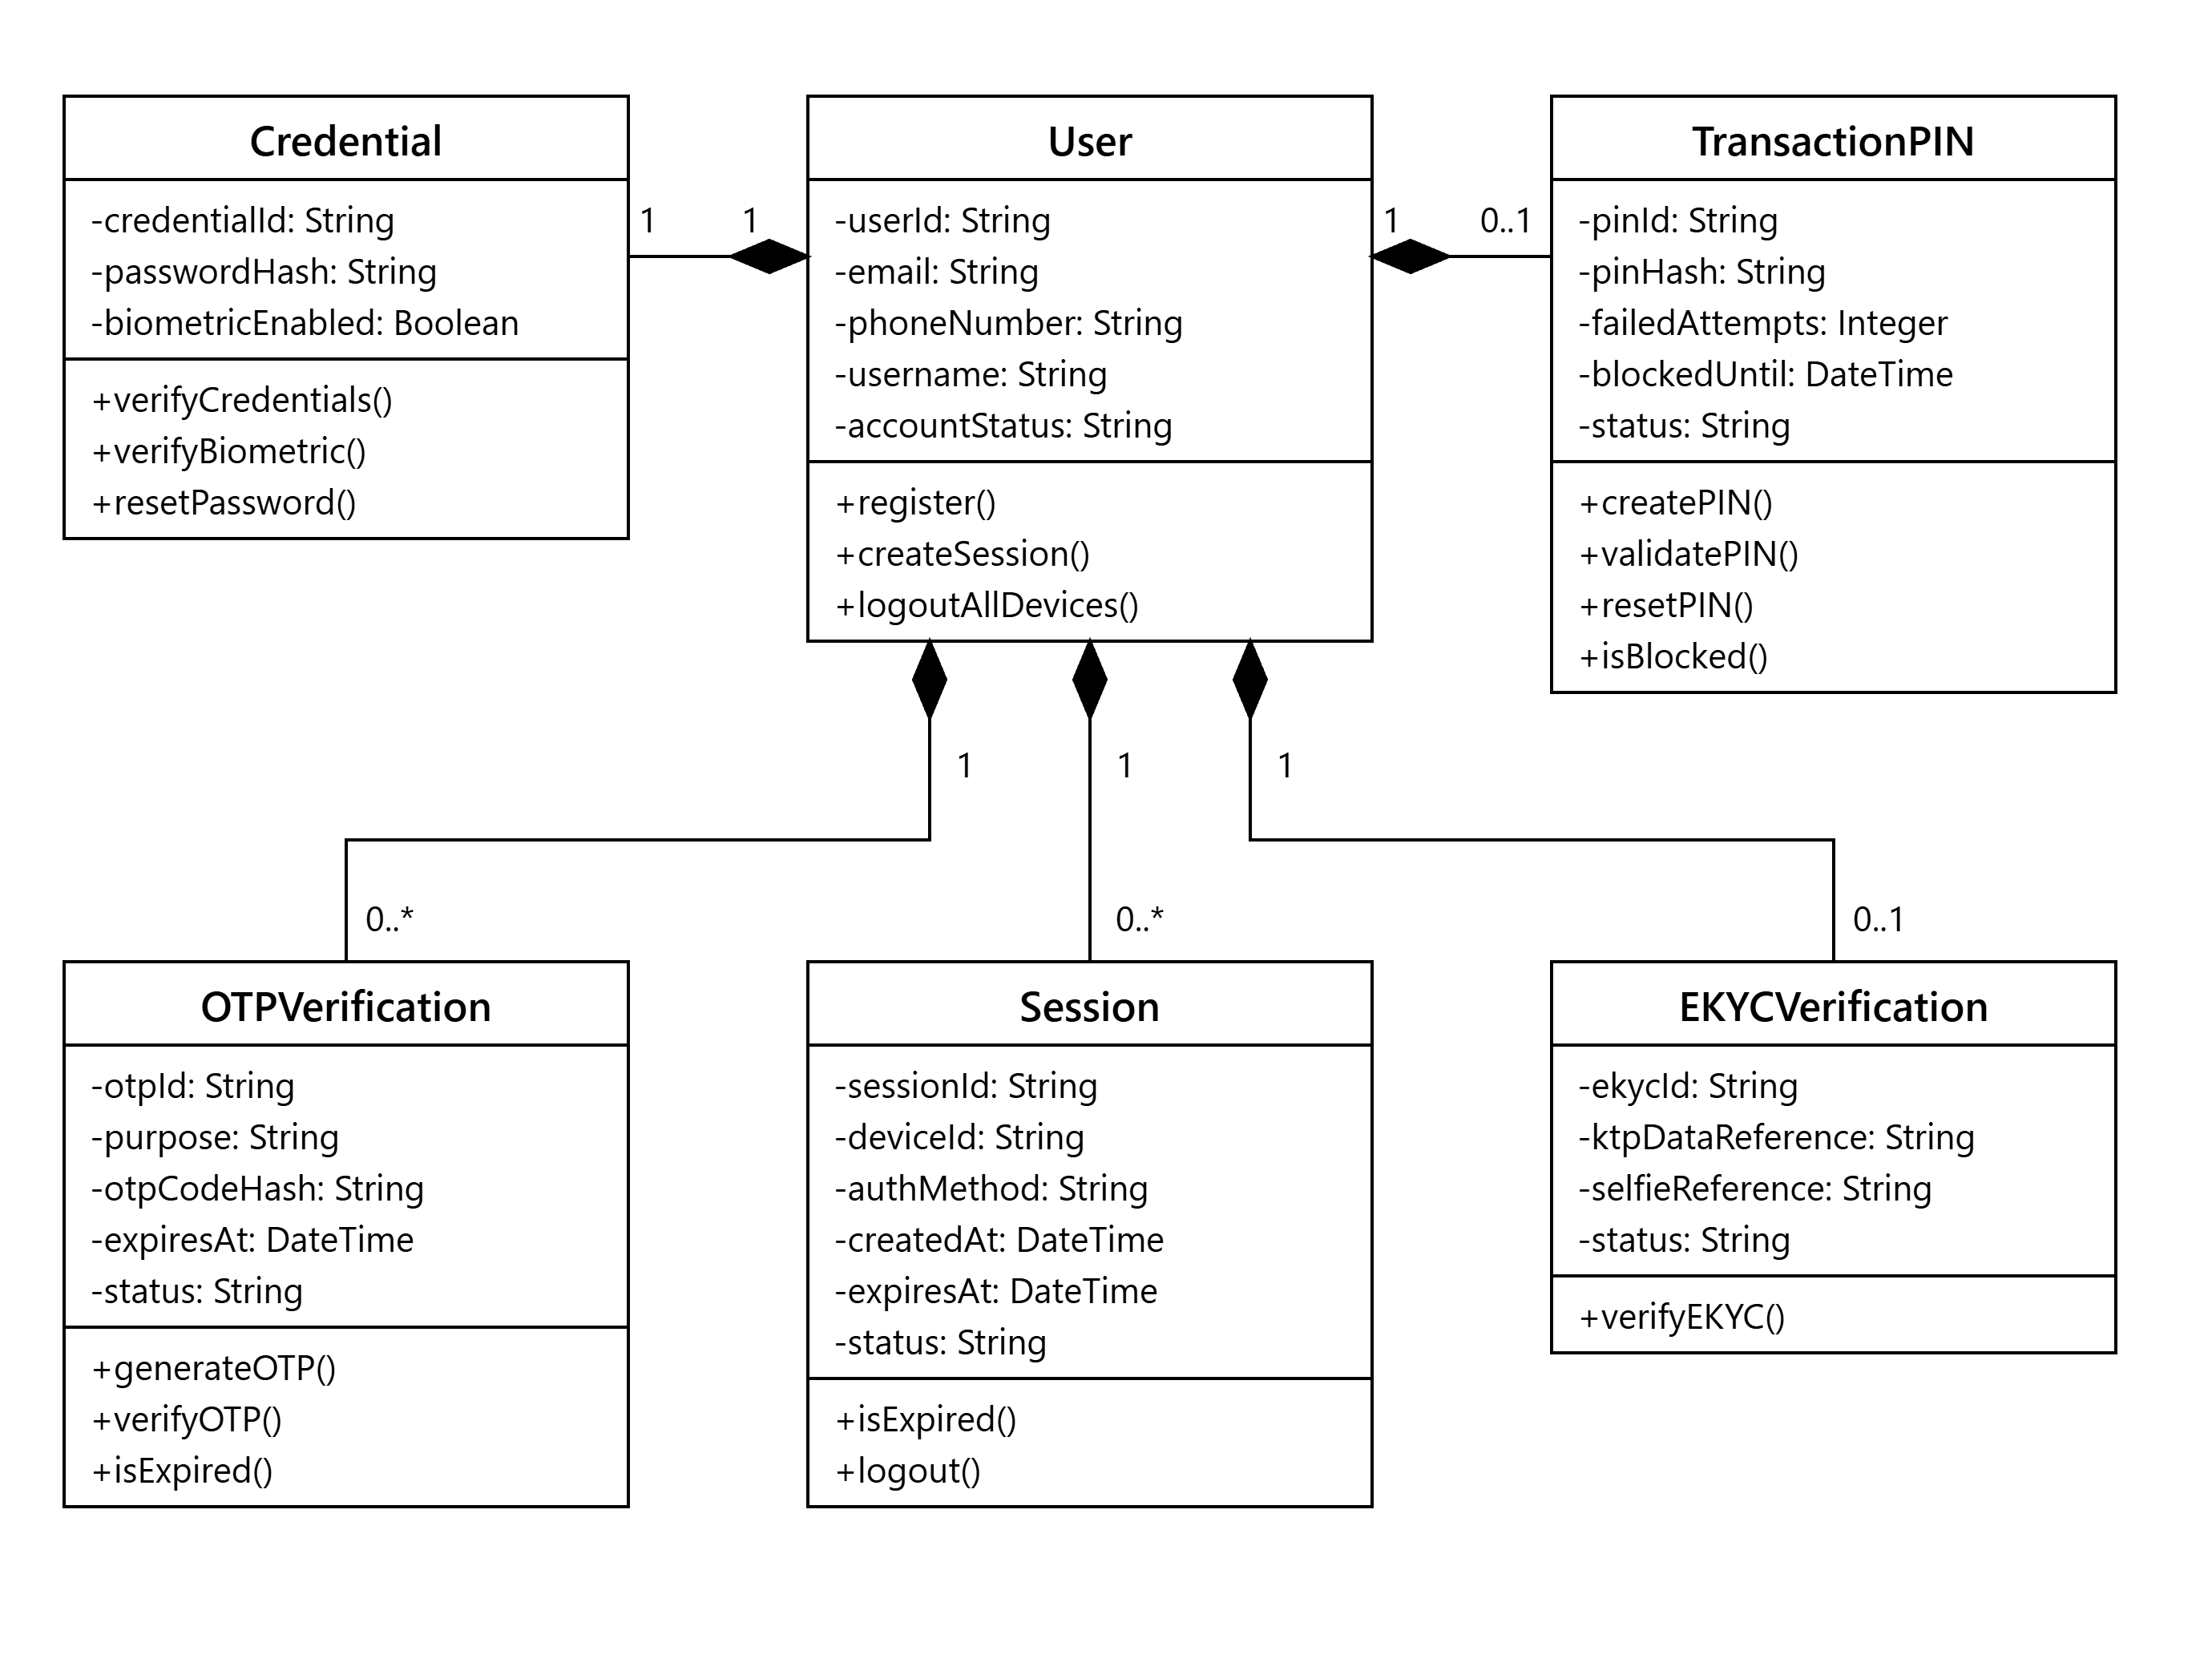 Credential
-credentialId: String
-passwordHash: String
-biometricEnabled: Boolean
+verifyCredentials()
+verifyBiometric()
+resetPassword()
1
1
User
-userId: String
-email: String
-phoneNumber: String
-username: String
-accountStatus: String
+register()
+createSession()
+logoutAllDevices()
1
0..1
TransactionPIN
-pinId: String
-pinHash: String
-failedAttempts: Integer
-blockedUntil: DateTime
-status: String
+createPIN()
+validatePIN()
+resetPIN()
+isBlocked()
1
1
1
0..*
0..*
0..1
OTPVerification
-otpId: String
-purpose: String
-otpCodeHash: String
-expiresAt: DateTime
-status: String
+generateOTP()
+verifyOTP()
+isExpired()
Session
-sessionId: String
-deviceId: String
-authMethod: String
-createdAt: DateTime
-expiresAt: DateTime
-status: String
+isExpired()
+logout()
EKYCVerification
-ekycId: String
-ktpDataReference: String
-selfieReference: String
-status: String
+verifyEKYC()